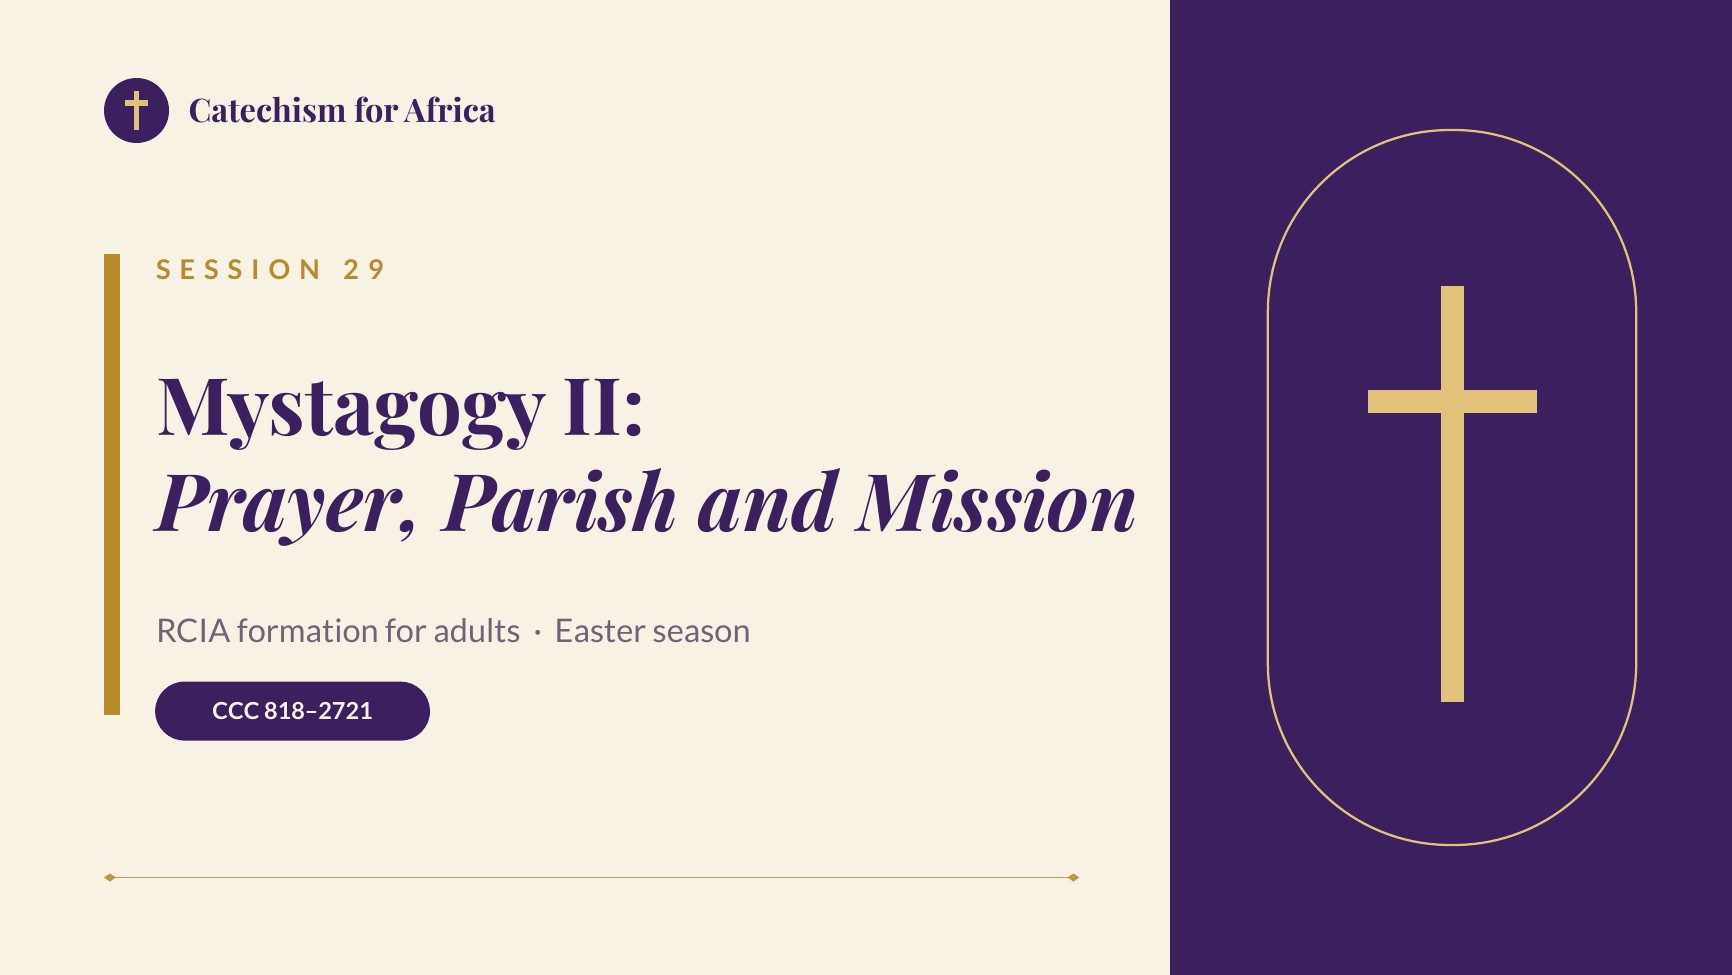 Catechism for Africa
SESSION 29
Mystagogy II:
Prayer, Parish and Mission
RCIA formation for adults · Easter season
CCC 818–2721